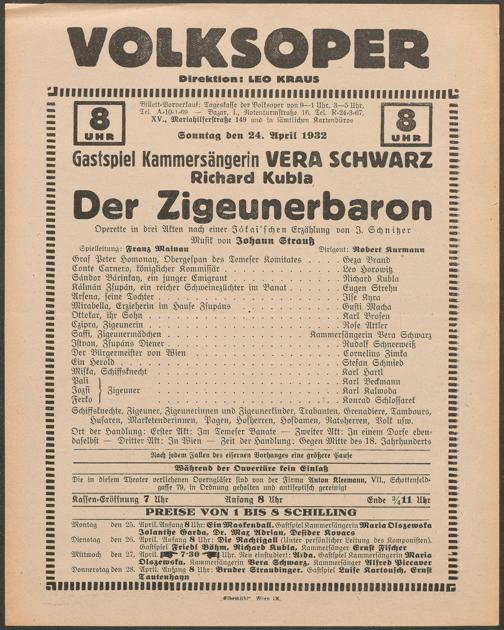 VOLKSOPER
Direktion: LEO KRAUS
8 UHR
Billett-Vorverkauf: Tageskasse der Volksoper von 9—1 Uhr, 3—5 Uhr,
Tel. A-10-1-69 — Bazar, I., Rotenturmstraße 16, Tel. R-24-3-67,
XV., Mariahilferstraße 149 und in sämtlichen Kartenbüros
8 UHR
Sonntag den 24. April 1932
Gastspiel Kammersängerin VERA SCHWARZ
Richard Kubla
Der Zigeunerbaron
Operette in drei Akten nach einer Jókai'schen Erzählung von J. Schnitzer
Musik von Johann Strauß
Spielleitung: Franz Mainau Dirigent: Robert Kurmann
Graf Peter Homonay, Obergespan des Temeser Komitates . . . Geza Brand
Conte Carnero, königlicher Kommissär . . . Leo Horowitz
Sándor Bárinkay, ein junger Emigrant . . . Richard Kubla
Kálmán Zsupán, ein reicher Schweinezüchter im Banat . . . Eugen Strehn
Arsena, seine Tochter . . . Ilse Kyra
Mirabella, Erzieherin im Hause Zsupáns . . . Gusti Macha
Ottokar, ihr Sohn . . . Karl Brosen
Czipra, Zigeunerin . . . Rose Attler
Saffi, Zigeunermädchen . . . Kammersängerin Vera Schwarz
Istvan, Zsupáns Diener . . . Rudolf Schneeweiß
Der Bürgermeister von Wien . . . Cornelius Zimka
Ein Herold . . . Stefan Schmied
Miska, Schiffsknecht . . . Karl Hartl
Pali . . . Karl Beckmann
Jozsi } Zigeuner . . . Karl Kalwoda
Ferko . . . Konrad Schlossarek
Schiffsknechte, Zigeuner, Zigeunerinnen und Zigeunerkinder, Trabanten, Grenadiere, Tambours,
Husaren, Marketenderinnen, Pagen, Hofherren, Hofdamen, Ratsherren, Volk usw.
Ort der Handlung: Erster Akt: Im Temeser Banate — Zweiter Akt: In einem Dorfe eben-
daselbst — Dritter Akt: In Wien — Zeit der Handlung: Gegen Mitte des 18. Jahrhunderts
Nach jedem Fallen des eisernen Vorhanges eine größere Pause
Während der Ouvertüre kein Einlaß
Die in diesem Theater verliehenen Operngläser sind von der Firma Anton Kleemann, VII., Schottenfeld-
gasse 79, in Ordnung gehalten und antiseptisch gereinigt
Kassen-Eröffnung 7 Uhr Anfang 8 Uhr Ende ¾11 Uhr
PREISE VON 1 BIS 8 SCHILLING
Montag den 25. April. Anfang 8 Uhr: Ein Maskenball. Gastspiel Kammersängerin Maria Olszewska
Jolanthe Garda, Dr. Max Adrian, Desider Kovacs
Dienstag den 26. April. Anfang 8 Uhr: Die Nachtigall (Unter persönlicher Leitung des Komponisten).
Gastspiel Friedl Böhm, Richard Kubla, Kammersänger Ernst Fischer
Mittwoch den 27. April. 7·30 Uhr. Neu einstudiert: Aida. Gastspiel Kammersängerin Maria
Olszewska, Kammersängerin Vera Schwarz, Kammersänger Alfred Piccaver
Donnerstag den 28. April. Anfang 8 Uhr: Bruder Straubinger. Gastspiel Luise Kartousch, Ernst
Tautenhayn
„Elbemühl“ Wien IX.